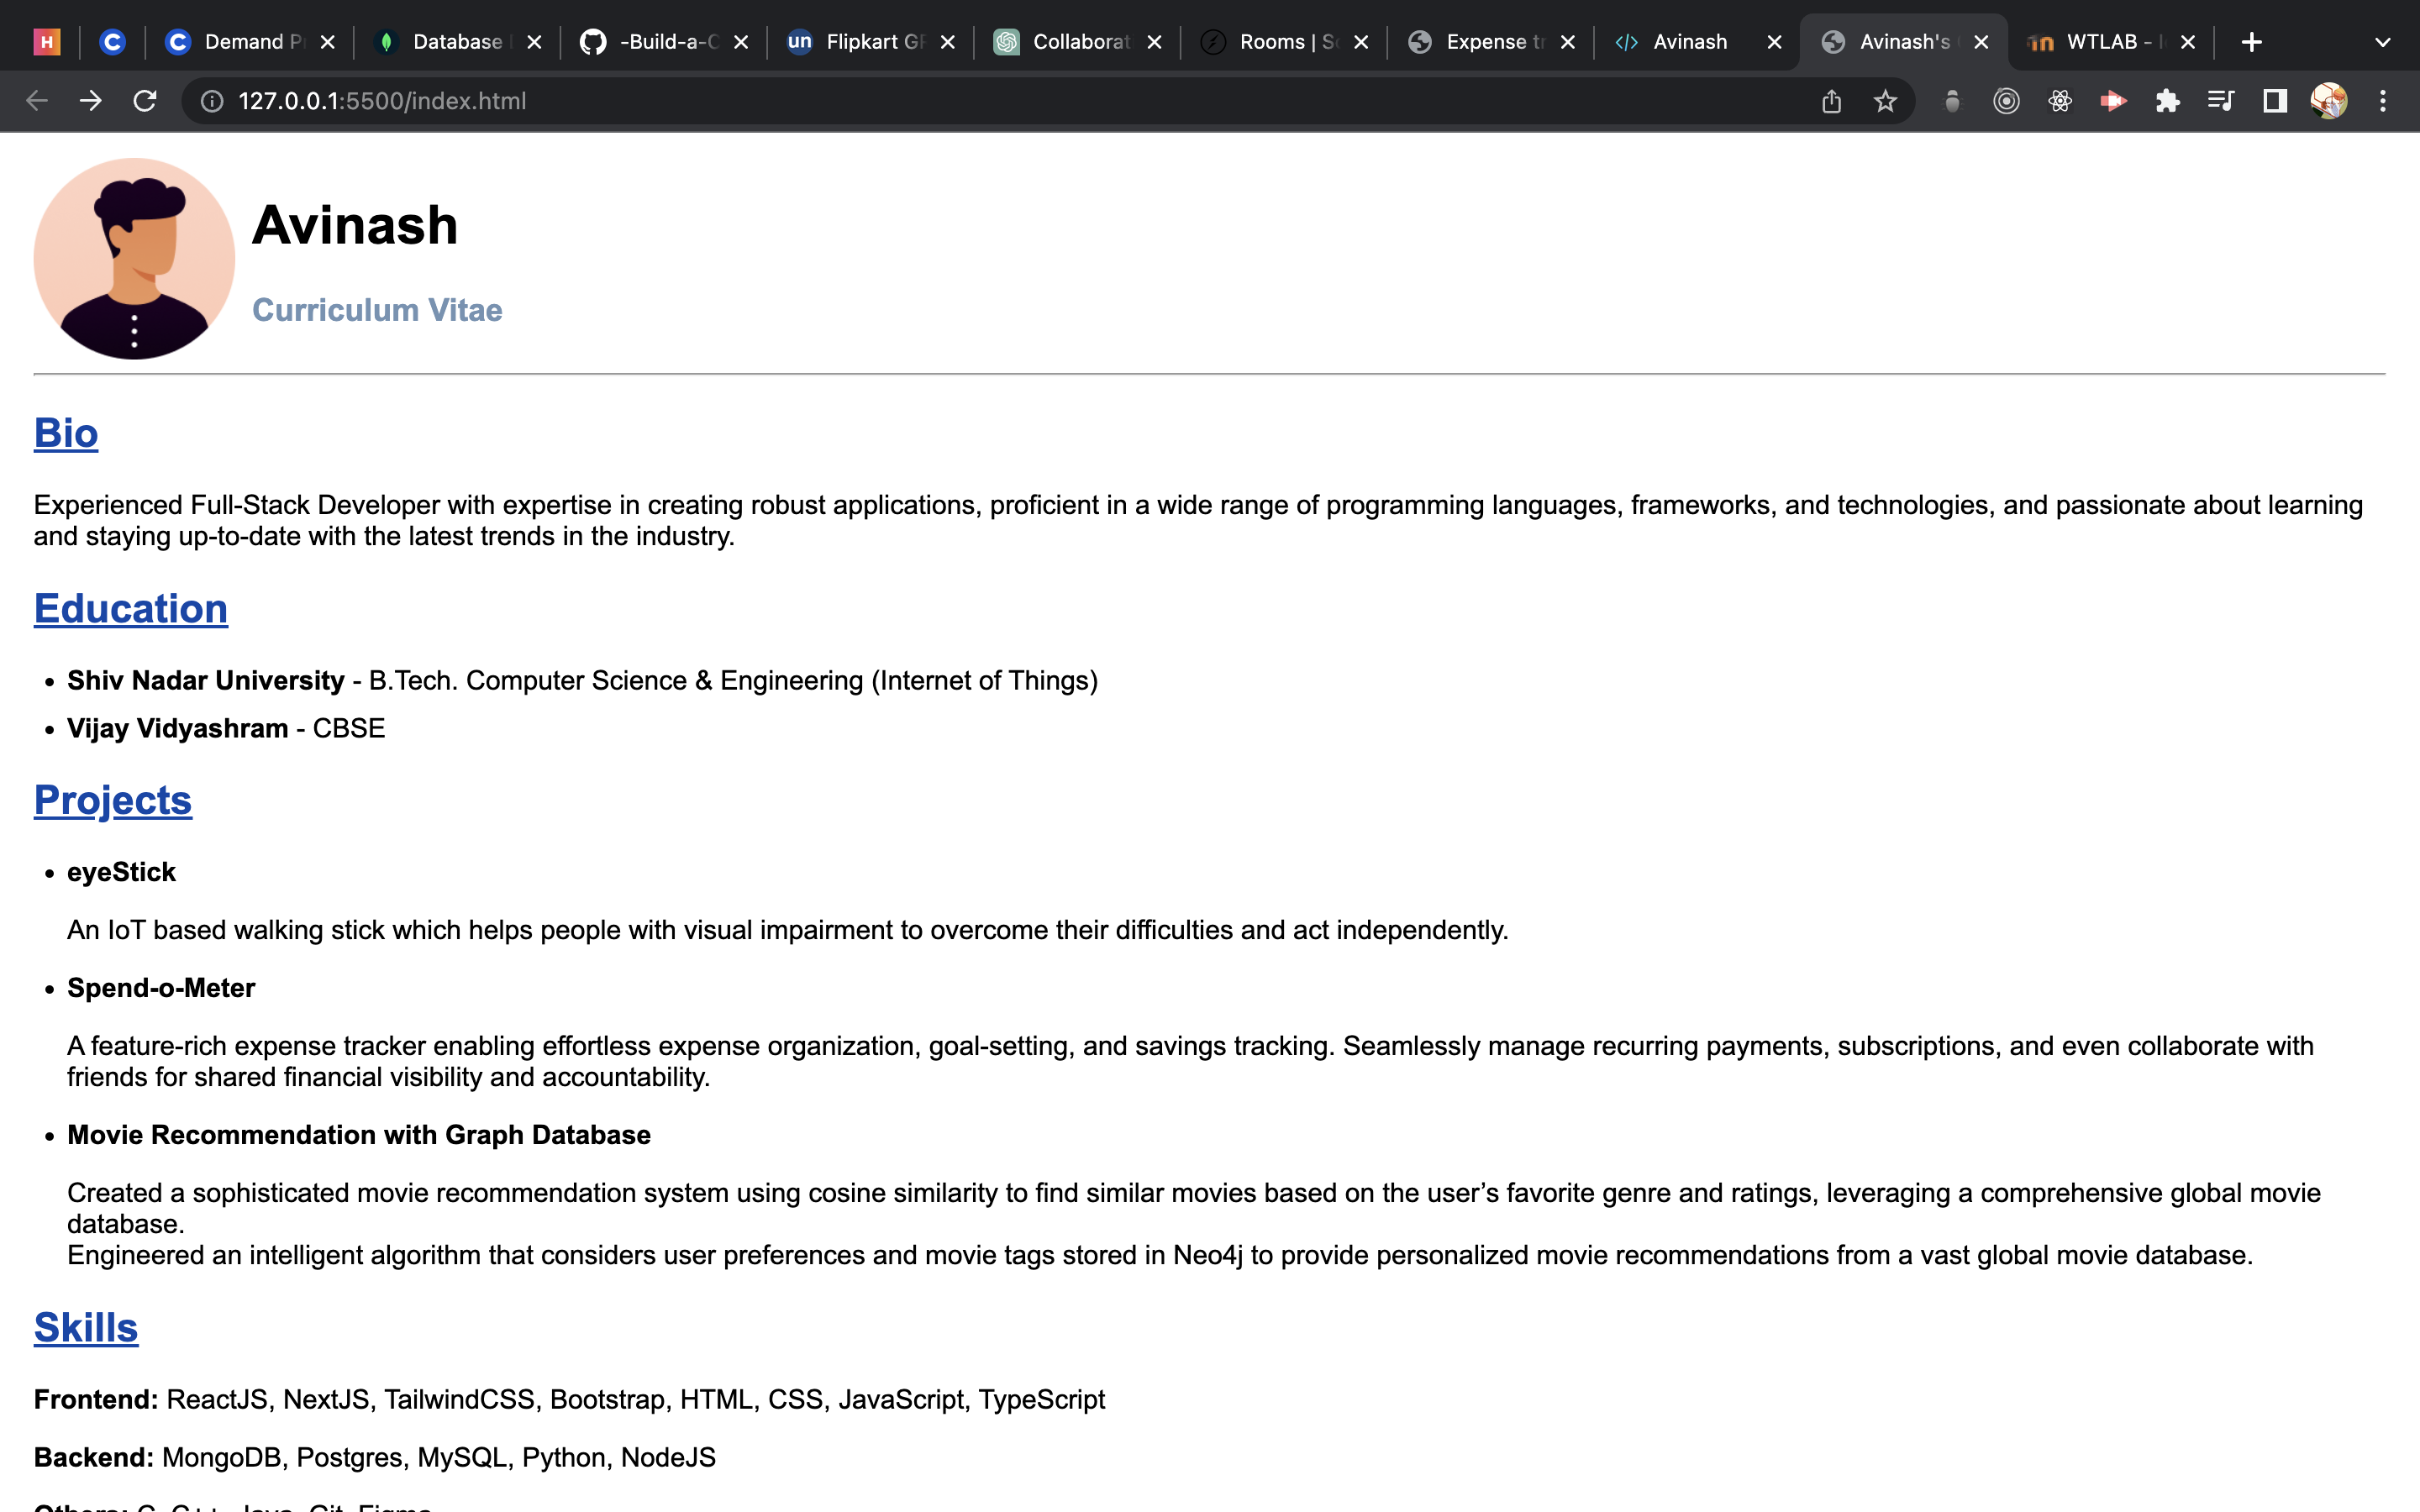 H
Demand P
Database
-Build-a-C
un
Flipkart GR
Collaborat
Rooms | So
Expense tr
Avinash
Avinash's
WTLAB -
127.0.0.1:5500/index.html
Avinash
Curriculum Vitae
Bio
Experienced Full-Stack Developer with expertise in creating robust applications, proficient in a wide range of programming languages, frameworks, and technologies, and passionate about learning
and staying up-to-date with the latest trends in the industry.
Education
• Shiv Nadar University - B.Tech. Computer Science & Engineering (Internet of Things)
• Vijay Vidyashram - CBSE
Projects
• eyeStick
An IoT based walking stick which helps people with visual impairment to overcome their difficulties and act independently.
• Spend-o-Meter
A feature-rich expense tracker enabling effortless expense organization, goal-setting, and savings tracking. Seamlessly manage recurring payments, subscriptions, and even collaborate with
friends for shared financial visibility and accountability.
• Movie Recommendation with Graph Database
Created a sophisticated movie recommendation system using cosine similarity to find similar movies based on the user’s favorite genre and ratings, leveraging a comprehensive global movie
database.
Engineered an intelligent algorithm that considers user preferences and movie tags stored in Neo4j to provide personalized movie recommendations from a vast global movie database.
Skills
Frontend: ReactJS, NextJS, TailwindCSS, Bootstrap, HTML, CSS, JavaScript, TypeScript
Backend: MongoDB, Postgres, MySQL, Python, NodeJS
Others: C, C++, Java, Git, Figma